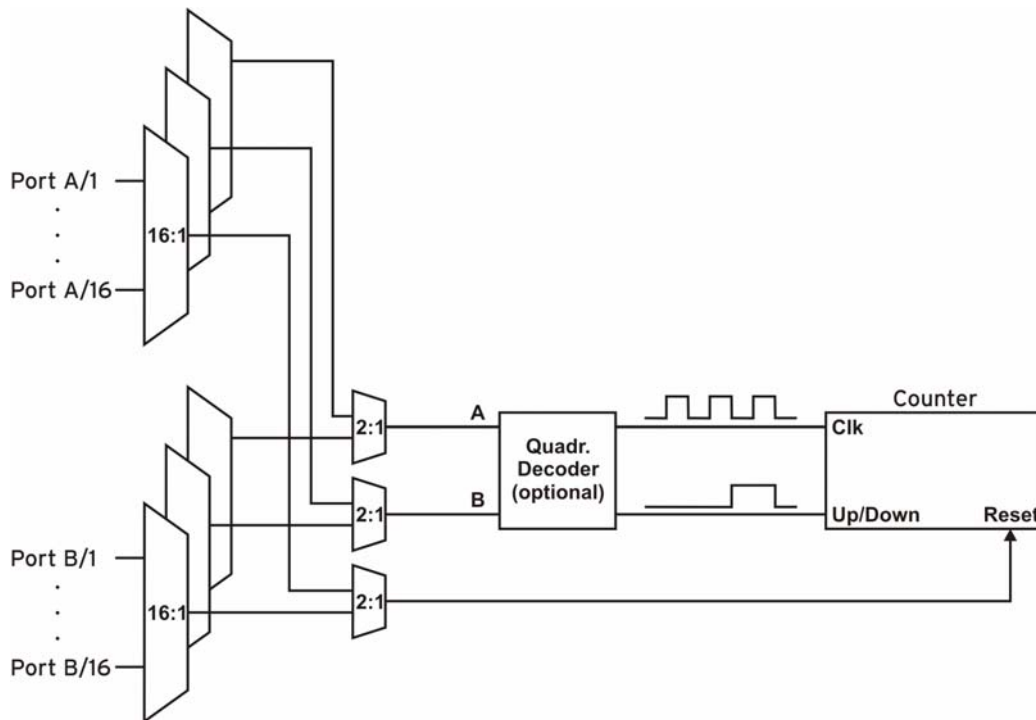 Port A/1
.
.
.
Port A/16
16:1
Port B/1
.
.
.
Port B/16
16:1
2:1
2:1
2:1
A
B
Quadr.
Decoder
(optional)
Counter
Clk
Up/Down
Reset